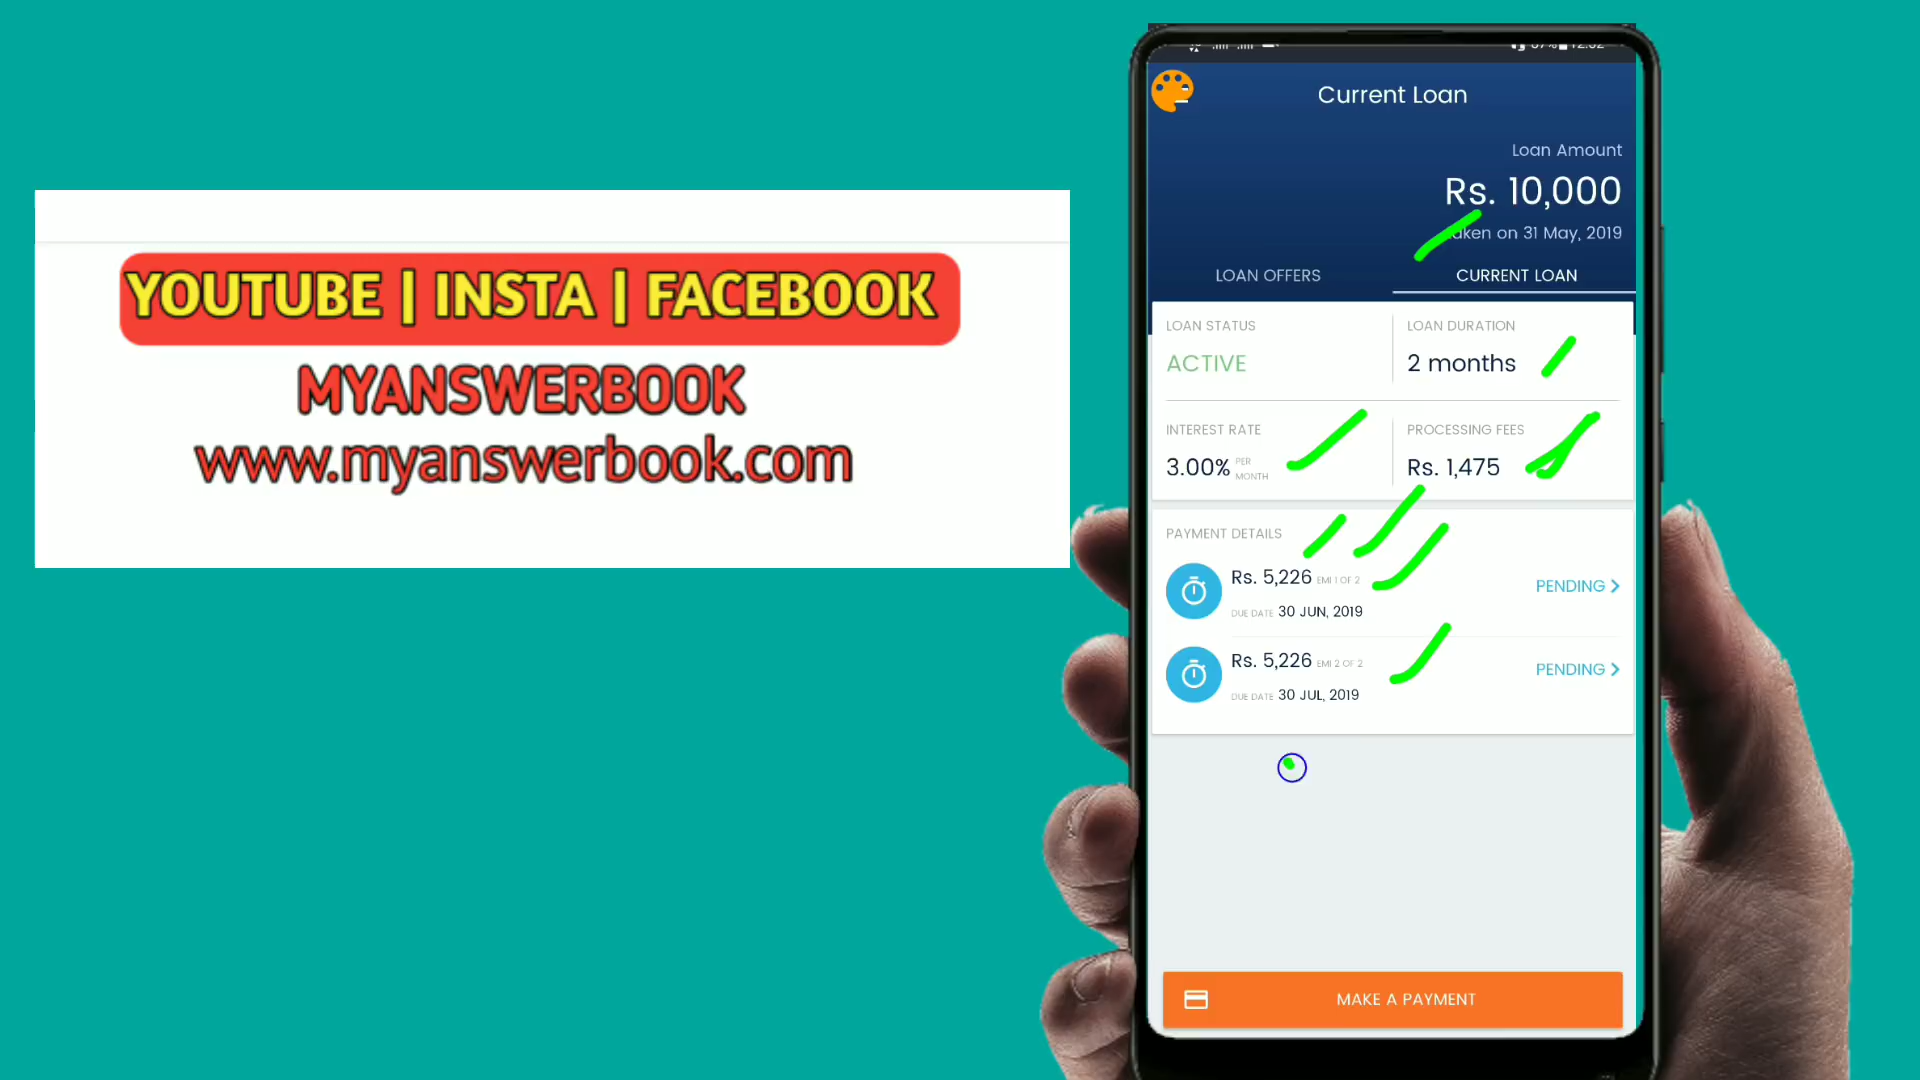 YOUTUBE | INSTA | FACEBOOK
MYANSWERBOOK
www.myanswerbook.com
Current Loan
Loan Amount
Rs. 10,000
on 31 May, 2019
LOAN OFFERS
CURRENT LOAN
LOAN STATUS
ACTIVE
LOAN DURATION
2 months
INTEREST RATE
3.00% PER MONTH
PROCESSING FEES
Rs. 1,475
PAYMENT DETAILS
Rs. 5,226 EMI 1 OF 2
DUE DATE 30 JUN, 2019
PENDING
Rs. 5,226 EMI 2 OF 2
DUE DATE 30 JUL, 2019
PENDING
MAKE A PAYMENT